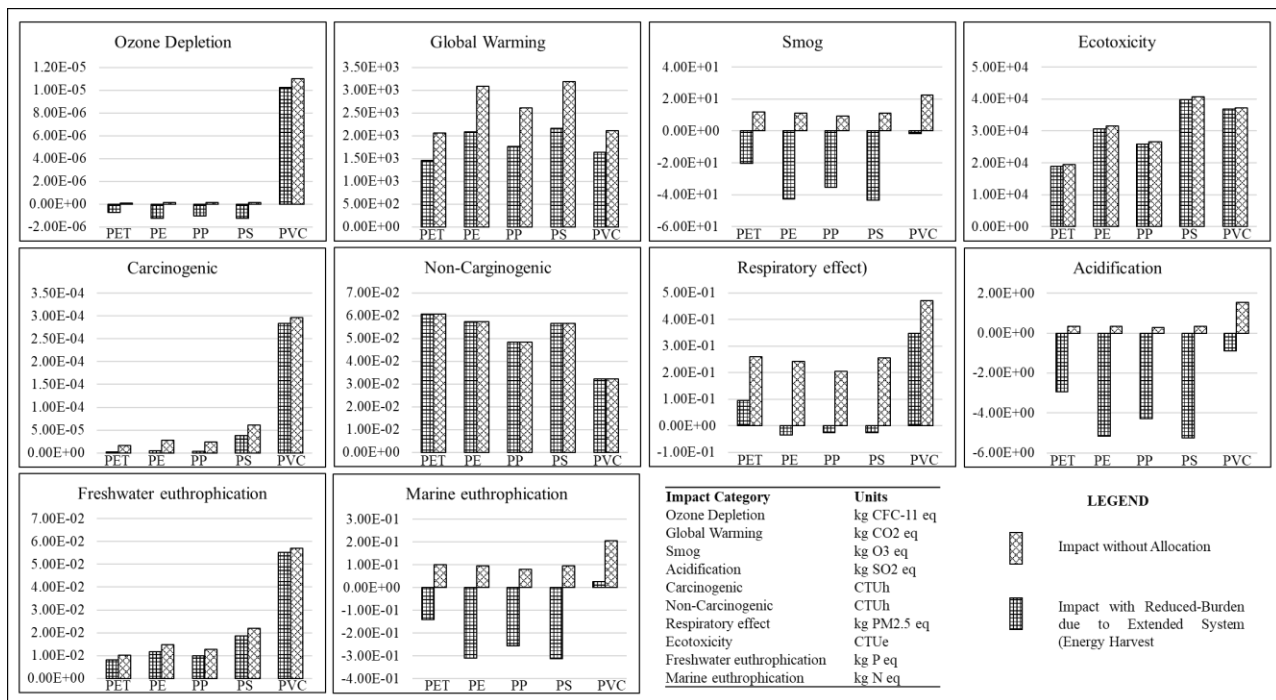 Ozone Depletion
1.20E-05
1.00E-05
8.00E-06
6.00E-06
4.00E-06
2.00E-06
0.00E+00
-2.00E-06
PET PE PP PS PVC
Global Warming
3.50E+03
3.00E+03
2.50E+03
2.00E+03
1.50E+03
1.00E+03
5.00E+02
0.00E+00
PET PE PP PS PVC
Smog
4.00E+01
2.00E+01
0.00E+00
-2.00E+01
-4.00E+01
-6.00E+01
PET PE PP PS PVC
Ecotoxicity
5.00E+04
4.00E+04
3.00E+04
2.00E+04
1.00E+04
0.00E+00
PET PE PP PS PVC
Carcinogenic
3.50E-04
3.00E-04
2.50E-04
2.00E-04
1.50E-04
1.00E-04
5.00E-05
0.00E+00
PET PE PP PS PVC
Non-Carginogenic
7.00E-02
6.00E-02
5.00E-02
4.00E-02
3.00E-02
2.00E-02
1.00E-02
0.00E+00
PET PE PP PS PVC
Respiratory effect)
5.00E-01
4.00E-01
3.00E-01
2.00E-01
1.00E-01
0.00E+00
-1.00E-01
PET PE PP PS PVC
Acidification
2.00E+00
0.00E+00
-2.00E+00
-4.00E+00
-6.00E+00
PET PE PP PS PVC
Freshwater euthrophication
7.00E-02
6.00E-02
5.00E-02
4.00E-02
3.00E-02
2.00E-02
1.00E-02
0.00E+00
PET PE PP PS PVC
Marine euthrophication
3.00E-01
2.00E-01
1.00E-01
0.00E+00
-1.00E-01
-2.00E-01
-3.00E-01
-4.00E-01
PET PE PP PS PVC
Impact Category Units
Ozone Depletion kg CFC-11 eq
Global Warming kg CO2 eq
Smog kg O3 eq
Acidification kg SO2 eq
Carcinogenic CTUh
Non-Carcinogenic CTUh
Respiratory effect kg PM2.5 eq
Ecotoxicity CTUe
Freshwater euthrophication kg P eq
Marine euthrophication kg N eq
LEGEND
Impact without Allocation
Impact with Reduced-Burden
due to Extended System
(Energy Harvest